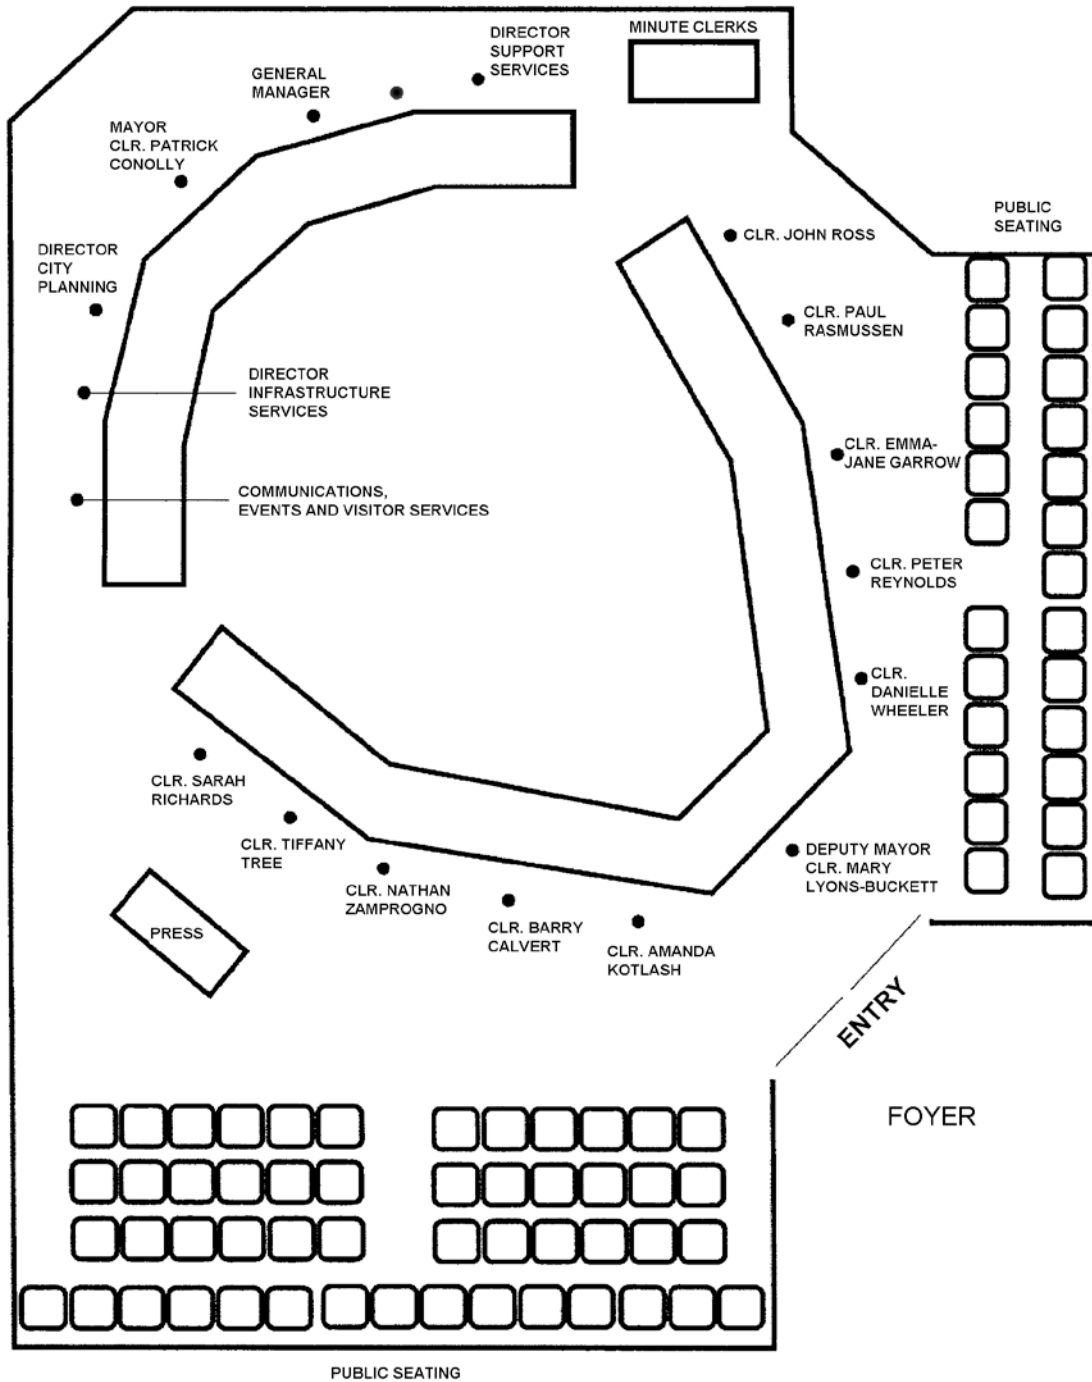 MINUTE CLERKS
DIRECTOR
SUPPORT
SERVICES
GENERAL
MANAGER
MAYOR
CLR. PATRICK
CONOLLY
DIRECTOR
CITY
PLANNING
DIRECTOR
INFRASTRUCTURE
SERVICES
COMMUNICATIONS,
EVENTS AND VISITOR SERVICES
PUBLIC
SEATING
CLR. JOHN ROSS
CLR. PAUL
RASMUSSEN
CLR. EMMA-
JANE GARROW
CLR. PETER
REYNOLDS
CLR.
DANIELLE
WHEELER
DEPUTY MAYOR
CLR. MARY
LYONS-BUCKETT
CLR. SARAH
RICHARDS
CLR. TIFFANY
TREE
CLR. NATHAN
ZAMPROGNO
CLR. BARRY
CALVERT
CLR. AMANDA
KOTLASH
PRESS
ENTRY
FOYER
PUBLIC SEATING